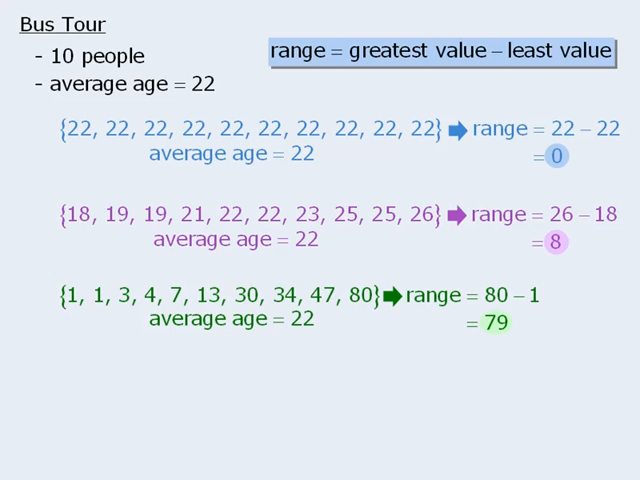 Bus Tour
- 10 people
- average age = 22
range = greatest value – least value
{22, 22, 22, 22, 22, 22, 22, 22, 22, 22} ➡ range = 22 – 22
average age = 22
= 0
{18, 19, 19, 21, 22, 22, 23, 25, 25, 26} ➡ range = 26 – 18
average age = 22
= 8
{1, 1, 3, 4, 7, 13, 30, 34, 47, 80} ➡ range = 80 – 1
average age = 22
= 79